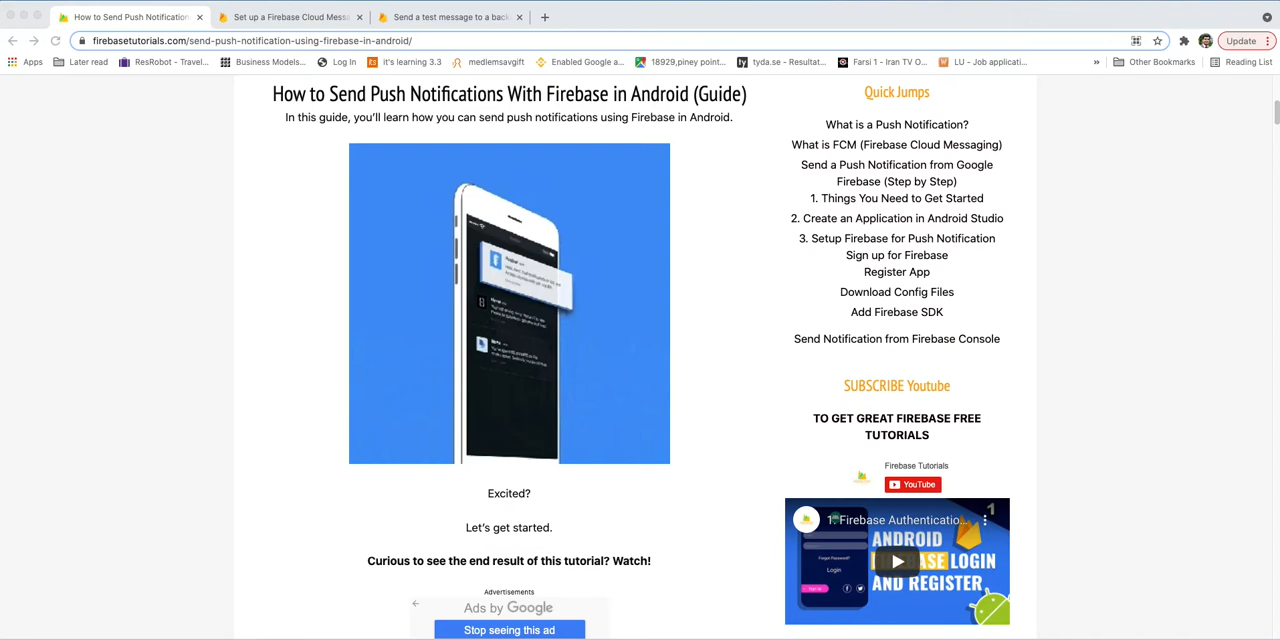 How to Send Push Notification
Set up a Firebase Cloud Messa
Send a test message to a back
firebasetutorials.com/send-push-notification-using-firebase-in-android/
Update
Apps
Later read
ResRobot - Travel...
Business Models...
Log In
it's learning 3.3
medlemsavgift
Enabled Google a...
18929,piney point...
tyda.se - Resultat...
Farsi 1 - Iran TV O...
LU - Job applicati...
»
Other Bookmarks
Reading List
How to Send Push Notifications With Firebase in Android (Guide)
In this guide, you'll learn how you can send push notifications using Firebase in Android.
Excited?
Let's get started.
Curious to see the end result of this tutorial? Watch!
Advertisements
Ads by Google
Stop seeing this ad
Quick Jumps
What is a Push Notification?
What is FCM (Firebase Cloud Messaging)
Send a Push Notification from Google
Firebase (Step by Step)
1. Things You Need to Get Started
2. Create an Application in Android Studio
3. Setup Firebase for Push Notification
Sign up for Firebase
Register App
Download Config Files
Add Firebase SDK
Send Notification from Firebase Console
SUBSCRIBE Youtube
TO GET GREAT FIREBASE FREE
TUTORIALS
Firebase Tutorials
YouTube
1. Firebase Authenticatio...
1
ANDROID
FIREBASE LOGIN
AND REGISTER
Forgot Password?
Login